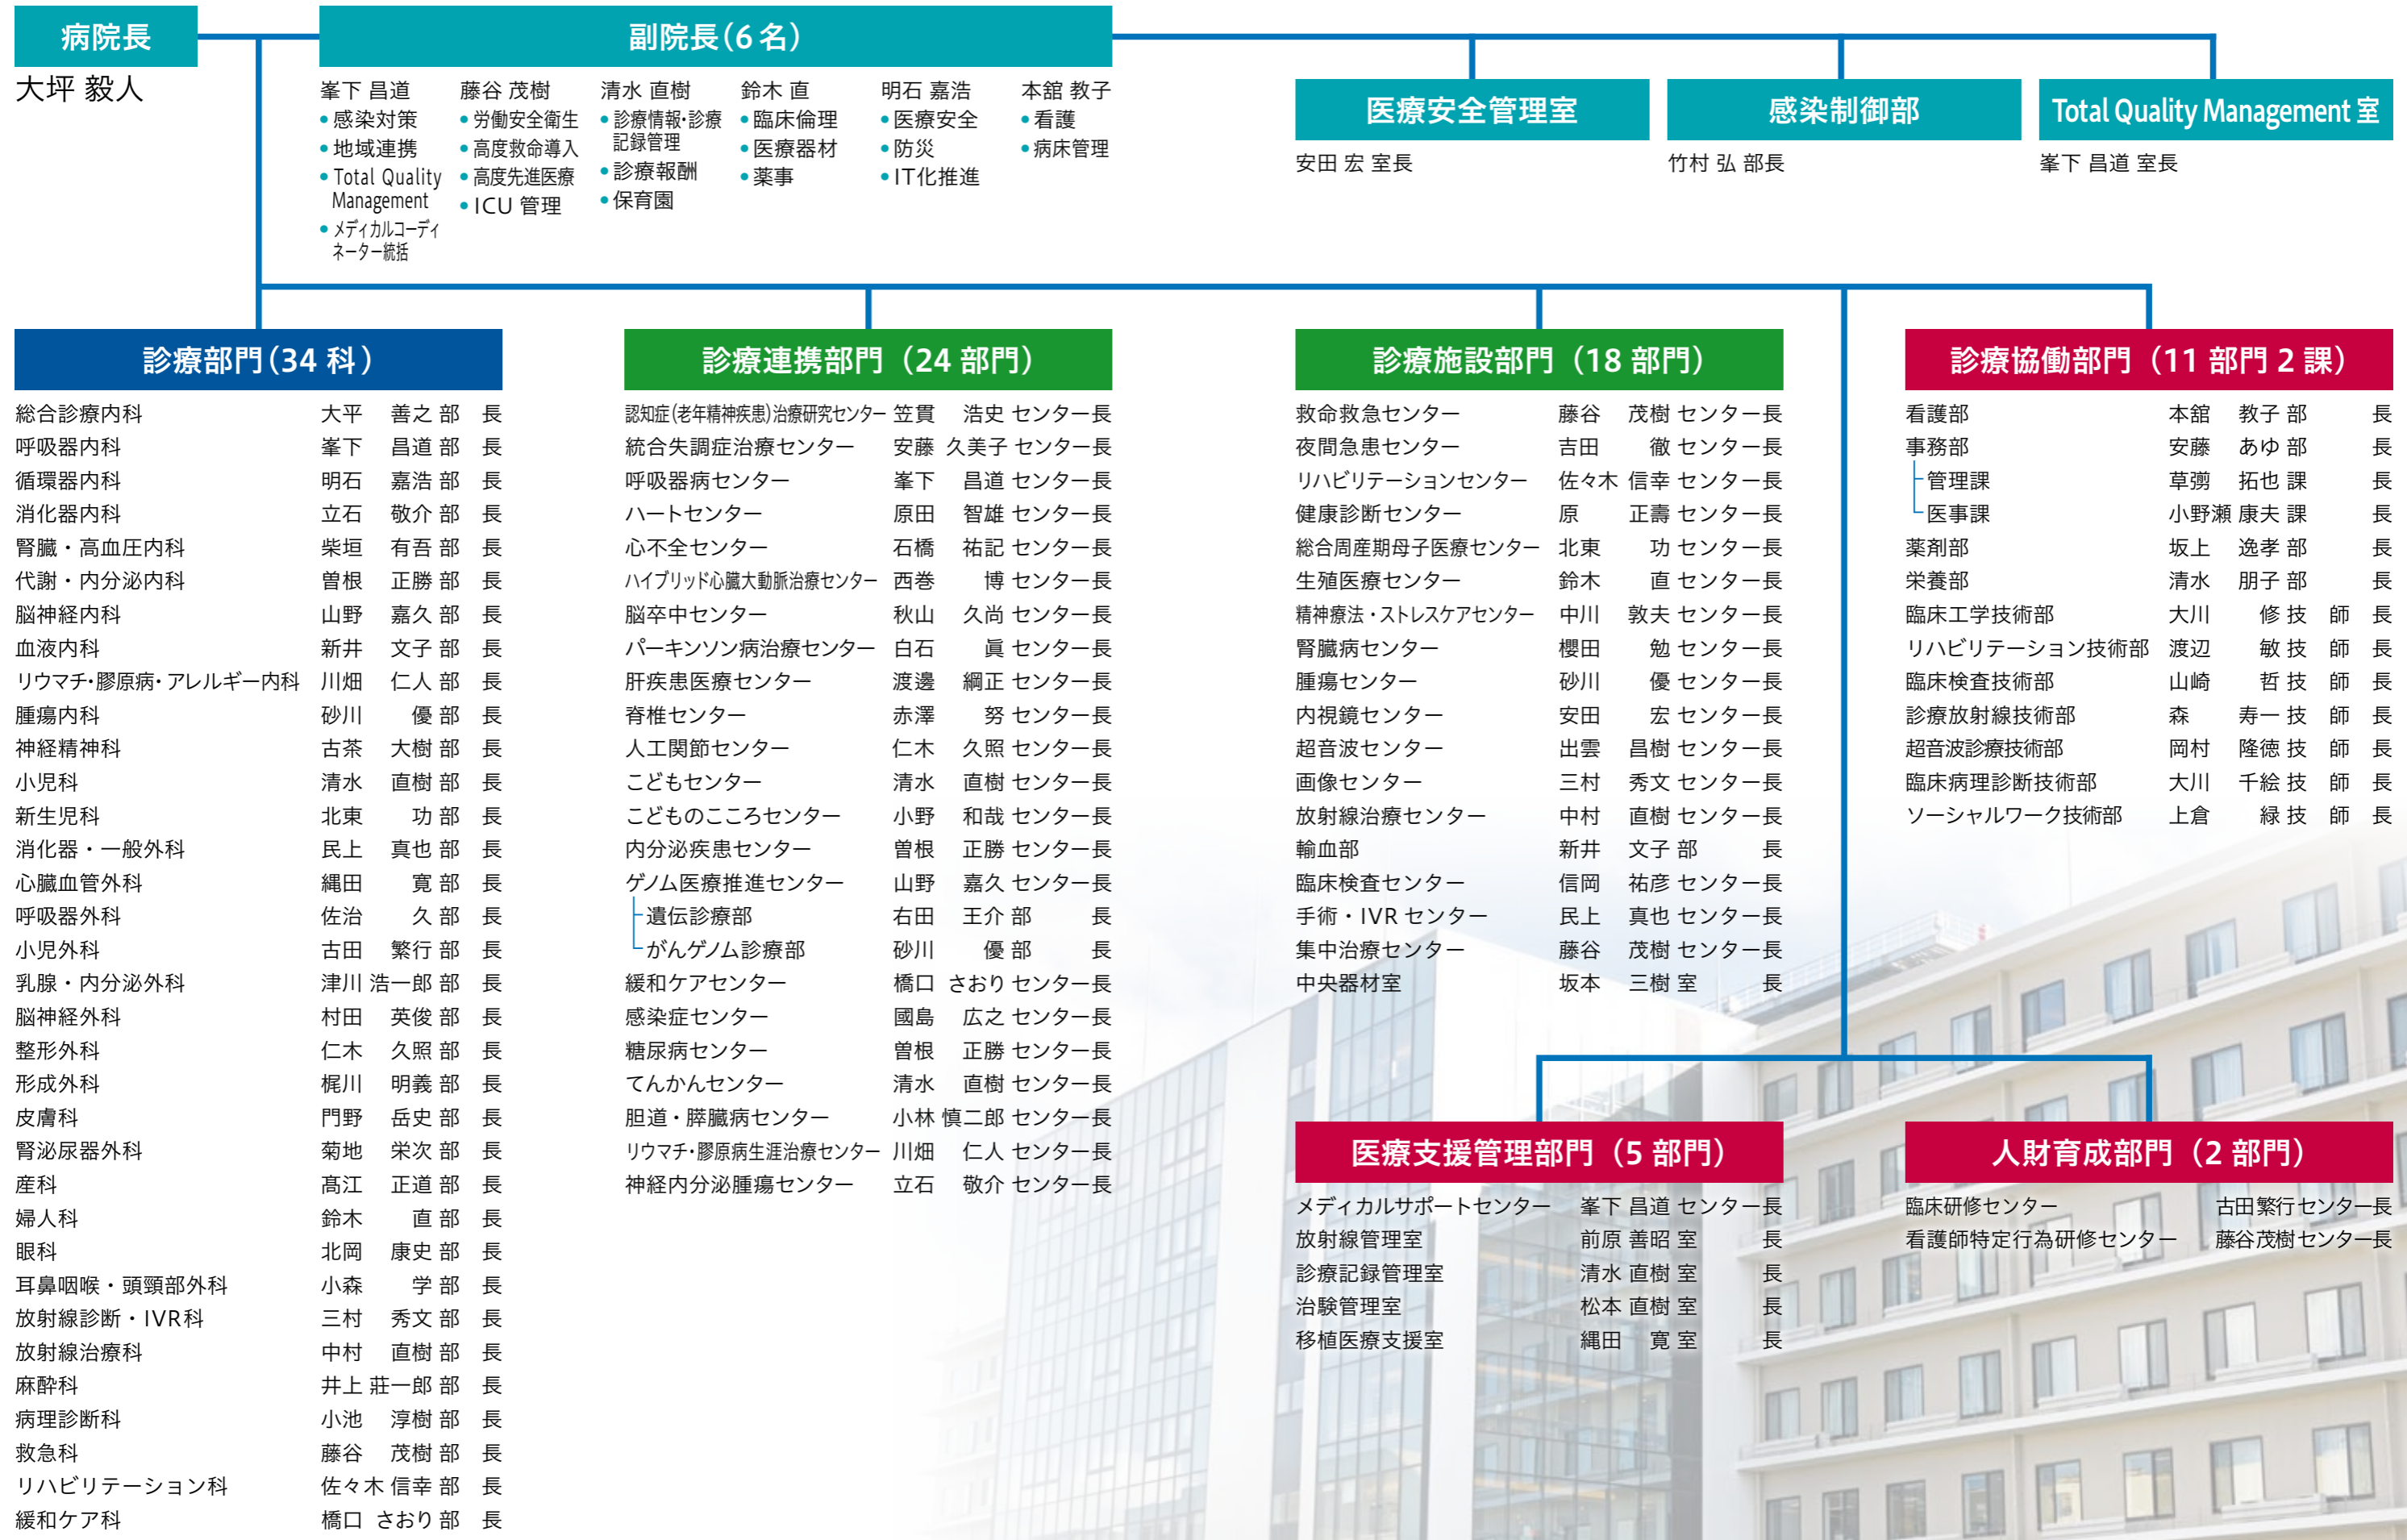 病院長
大坪 毅人
副院長（6名）
峯下 昌道
•感染対策
•地域連携
•Total Quality
Management
•メディカルコーディ
ネーター統括
藤谷 茂樹
•労働安全衛生
•高度救命導入
•高度先進医療
•ICU 管理
清水 直樹
•診療情報・診療
記録管理
•診療報酬
•保育園
鈴木 直
•臨床倫理
•医療器材
•薬事
明石 嘉浩
•医療安全
•防災
•IT化推進
本舘 教子
•看護
•病床管理
医療安全管理室
安田 宏 室長
感染制御部
竹村 弘 部長
Total Quality Management 室
峯下 昌道 室長
診療部門（34 科）
総合診療内科 大平 善之 部 長
呼吸器内科 峯下 昌道 部 長
循環器内科 明石 嘉浩 部 長
消化器内科 立石 敬介 部 長
腎臓・高血圧内科 柴垣 有吾 部 長
代謝・内分泌内科 曽根 正勝 部 長
脳神経内科 山野 嘉久 部 長
血液内科 新井 文子 部 長
リウマチ・膠原病・アレルギー内科 川畑 仁人 部 長
腫瘍内科 砂川 優 部 長
神経精神科 古茶 大樹 部 長
小児科 清水 直樹 部 長
新生児科 北東 功 部 長
消化器・一般外科 民上 真也 部 長
心臓血管外科 縄田 寛 部 長
呼吸器外科 佐治 久 部 長
小児外科 古田 繁行 部 長
乳腺・内分泌外科 津川 浩一郎 部 長
脳神経外科 村田 英俊 部 長
整形外科 仁木 久照 部 長
形成外科 梶川 明義 部 長
皮膚科 門野 岳史 部 長
腎泌尿器外科 菊地 栄次 部 長
産科 髙江 正道 部 長
婦人科 鈴木 直 部 長
眼科 北岡 康史 部 長
耳鼻咽喉・頭頸部外科 小森 学 部 長
放射線診断・IVR科 三村 秀文 部 長
放射線治療科 中村 直樹 部 長
麻酔科 井上 莊一郎 部 長
病理診断科 小池 淳樹 部 長
救急科 藤谷 茂樹 部 長
リハビリテーション科 佐々木 信幸 部 長
緩和ケア科 橋口 さおり 部 長
診療連携部門（24 部門）
認知症（老年精神疾患）治療研究センター 笠貫 浩史 センター長
統合失調症治療センター 安藤 久美子 センター長
呼吸器病センター 峯下 昌道 センター長
ハートセンター 原田 智雄 センター長
心不全センター 石橋 祐記 センター長
ハイブリッド心臓大動脈治療センター 西巻 博 センター長
脳卒中センター 秋山 久尚 センター長
パーキンソン病治療センター 白石 眞 センター長
肝疾患医療センター 渡邊 綱正 センター長
脊椎センター 赤澤 努 センター長
人工関節センター 仁木 久照 センター長
こどもセンター 清水 直樹 センター長
こどものこころセンター 小野 和哉 センター長
内分泌疾患センター 曽根 正勝 センター長
ゲノム医療推進センター 山野 嘉久 センター長
遺伝診療部 右田 王介 部 長
がんゲノム診療部 砂川 優 部 長
緩和ケアセンター 橋口 さおり センター長
感染症センター 國島 広之 センター長
糖尿病センター 曽根 正勝 センター長
てんかんセンター 清水 直樹 センター長
胆道・膵臓病センター 小林 慎二郎 センター長
リウマチ・膠原病生涯治療センター 川畑 仁人 センター長
神経内分泌腫瘍センター 立石 敬介 センター長
診療施設部門（18 部門）
救命救急センター 藤谷 茂樹 センター長
夜間急患センター 吉田 徹 センター長
リハビリテーションセンター 佐々木 信幸 センター長
健康診断センター 原 正壽 センター長
総合周産期母子医療センター 北東 功 センター長
生殖医療センター 鈴木 直 センター長
精神療法・ストレスケアセンター 中川 敦夫 センター長
腎臓病センター 櫻田 勉 センター長
腫瘍センター 砂川 優 センター長
内視鏡センター 安田 宏 センター長
超音波センター 出雲 昌樹 センター長
画像センター 三村 秀文 センター長
放射線治療センター 中村 直樹 センター長
輸血部 新井 文子 部 長
臨床検査センター 信岡 祐彦 センター長
手術・IVR センター 民上 真也 センター長
集中治療センター 藤谷 茂樹 センター長
中央器材室 坂本 三樹 室 長
診療協働部門（11 部門 2 課）
看護部 本舘 教子 部 長
事務部 安藤 あゆ 部 長
管理課 草彅 拓也 課 長
医事課 小野瀬 康夫 課 長
薬剤部 坂上 逸孝 部 長
栄養部 清水 朋子 部 長
臨床工学技術部 大川 修 技 師 長
リハビリテーション技術部 渡辺 敏 技 師 長
臨床検査技術部 山崎 哲 技 師 長
診療放射線技術部 森 寿一 技 師 長
超音波診療技術部 岡村 隆徳 技 師 長
臨床病理診断技術部 大川 千絵 技 師 長
ソーシャルワーク技術部 上倉 緑 技 師 長
医療支援管理部門（5 部門）
メディカルサポートセンター 峯下 昌道 センター長
放射線管理室 前原 善昭 室 長
診療記録管理室 清水 直樹 室 長
治験管理室 松本 直樹 室 長
移植医療支援室 縄田 寛 室 長
人財育成部門（2 部門）
臨床研修センター 古田繁行センター長
看護師特定行為研修センター 藤谷茂樹センター長